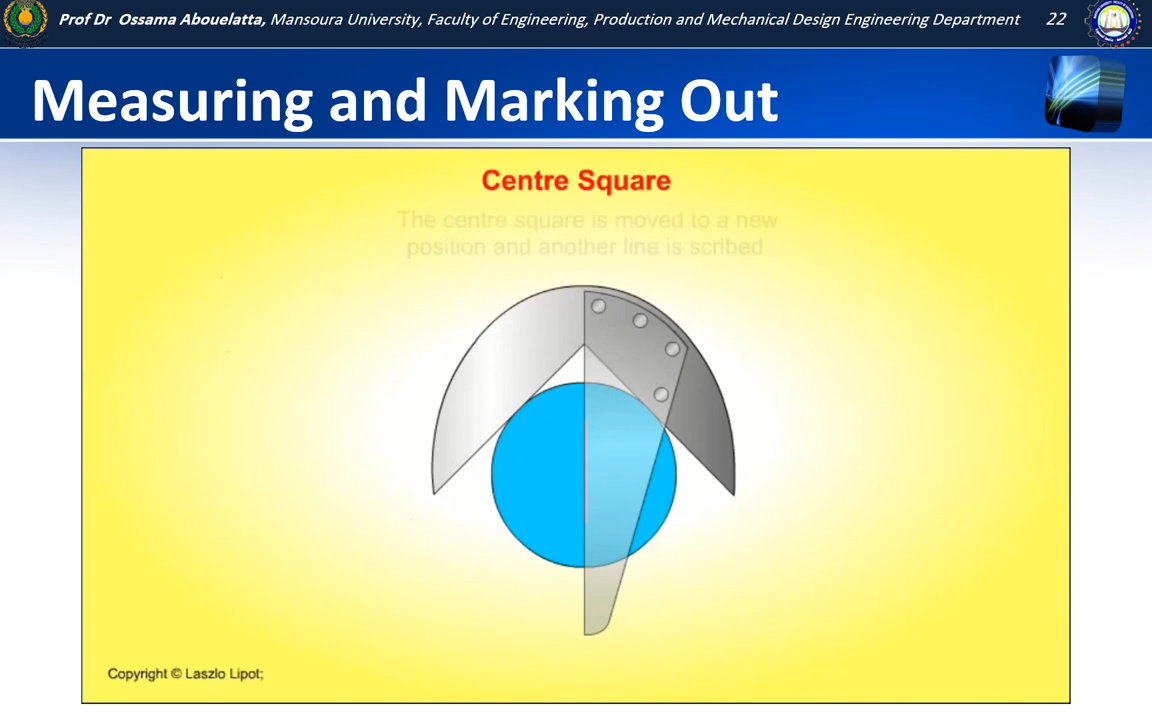 Prof Dr Ossama Abouelatta, Mansoura University, Faculty of Engineering, Production and Mechanical Design Engineering Department 22
Measuring and Marking Out
Centre Square
The centre square is moved to a new
position and another line is scribed
Copyright © Laszlo Lipot;